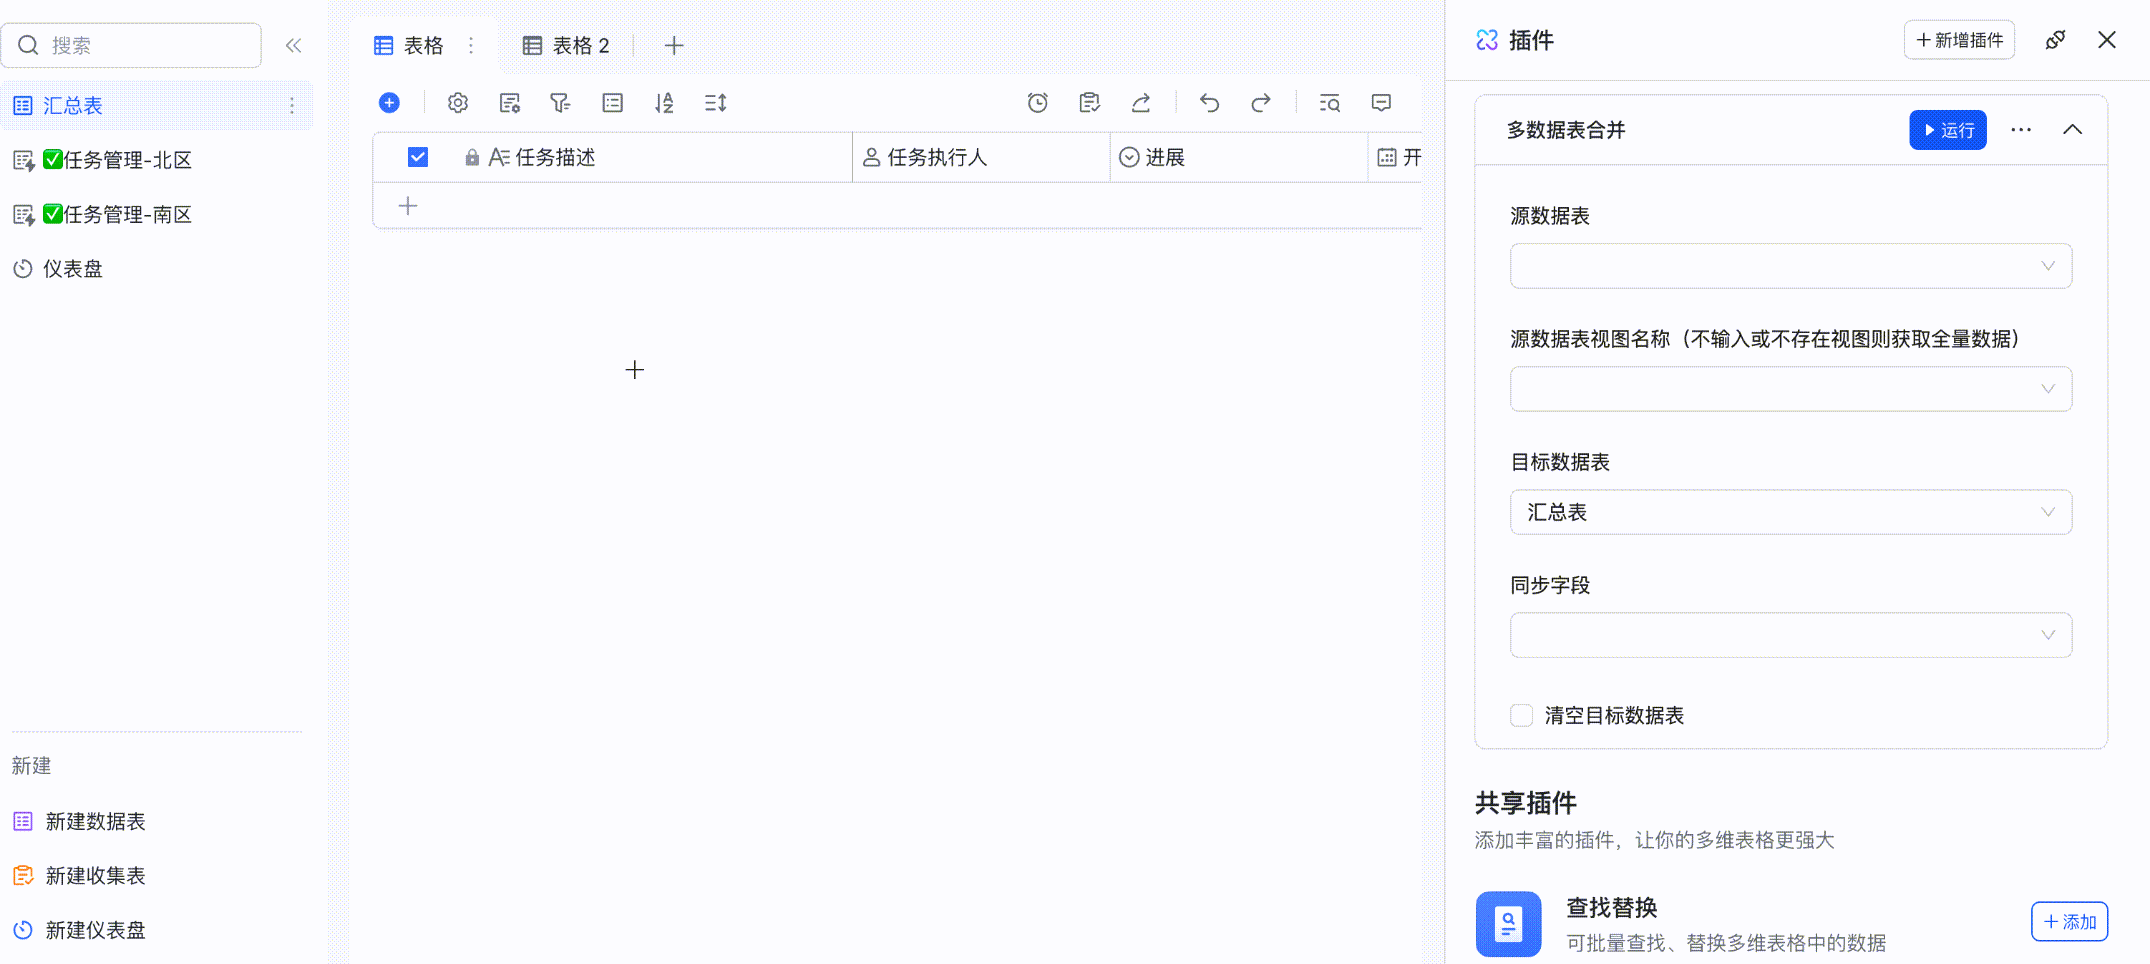 搜索
汇总表
✅任务管理-北区
✅任务管理-南区
仪表盘
新建
新建数据表
新建收集表
新建仪表盘
表格
表格 2
任务描述
任务执行人
进展
开
插件
新增插件
多数据表合并
运行
源数据表
源数据表视图名称（不输入或不存在视图则获取全量数据）
目标数据表
汇总表
同步字段
清空目标数据表
共享插件
添加丰富的插件，让你的多维表格更强大
查找替换
可批量查找、替换多维表格中的数据
添加